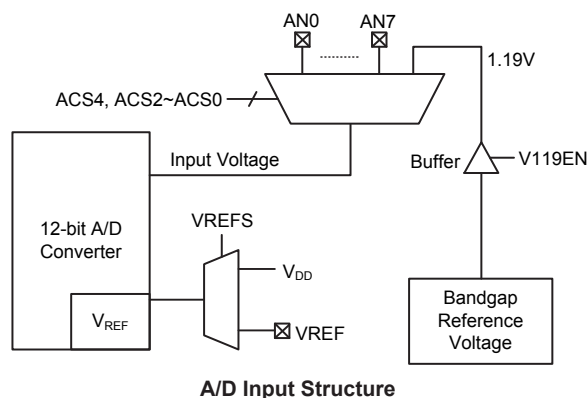 AN0 AN7
1.19V
ACS4, ACS2~ACS0
Input Voltage
Buffer
V119EN
12-bit A/D
Converter
VREFS
VDD
VREF
VREF
Bandgap
Reference
Voltage
A/D Input Structure